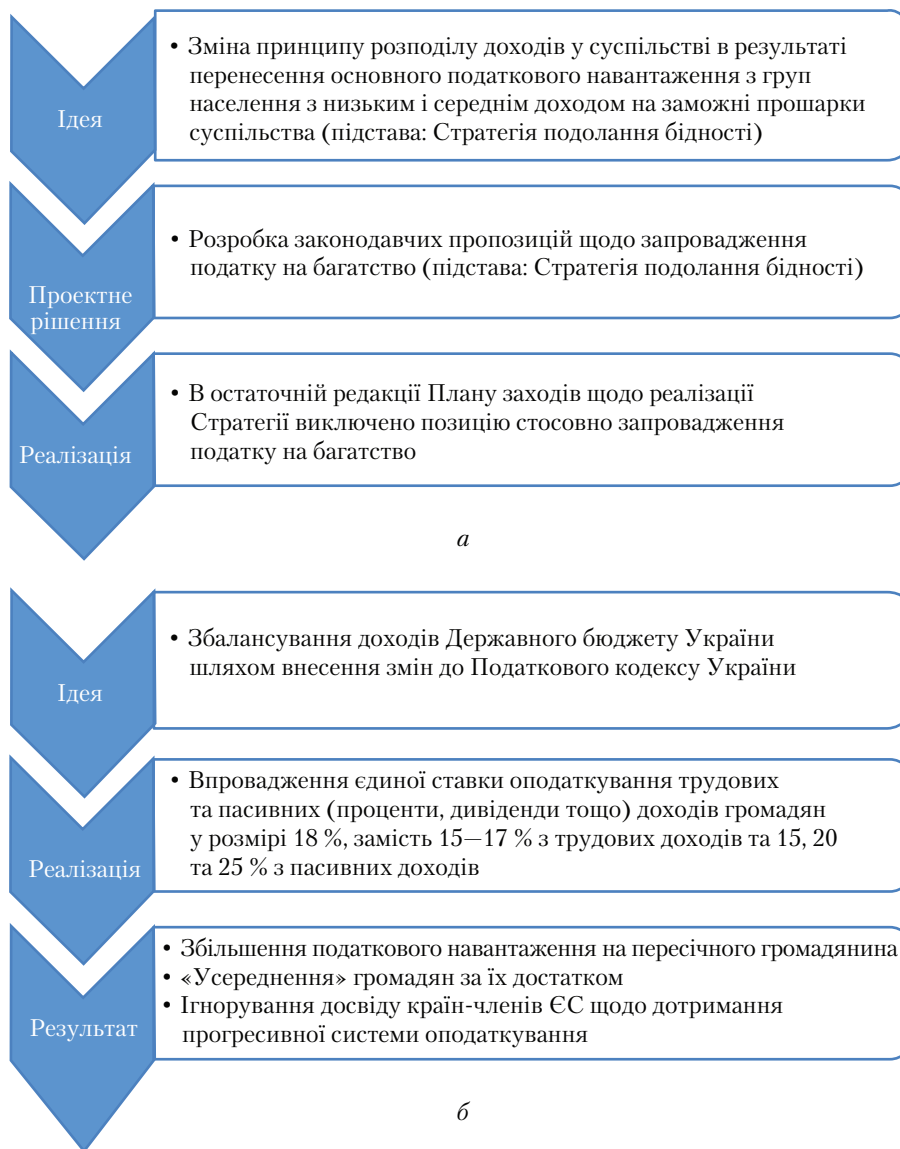 Ідея
• Зміна принципу розподілу доходів у суспільстві в результаті
перенесення основного податкового навантаження з груп
населення з низьким і середнім доходом на заможні прошарки
суспільства (підстава: Стратегія подолання бідності)
Проектне
рішення
• Розробка законодавчих пропозицій щодо запровадження
податку на багатство (підстава: Стратегія подолання бідності)
Реалізація
• В остаточній редакції Плану заходів щодо реалізації
Стратегії виключено позицію стосовно запровадження
податку на багатство
а
Ідея
• Збалансування доходів Державного бюджету України
шляхом внесення змін до Податкового кодексу України
Реалізація
• Впровадження єдиної ставки оподаткування трудових
та пасивних (проценти, дивіденди тощо) доходів громадян
у розмірі 18 %, замість 15—17 % з трудових доходів та 15, 20
та 25 % з пасивних доходів
Результат
• Збільшення податкового навантаження на пересічного громадянина
• «Усереднення» громадян за їх достатком
• Ігнорування досвіду країн-членів ЄС щодо дотримання
прогресивної системи оподаткування
б